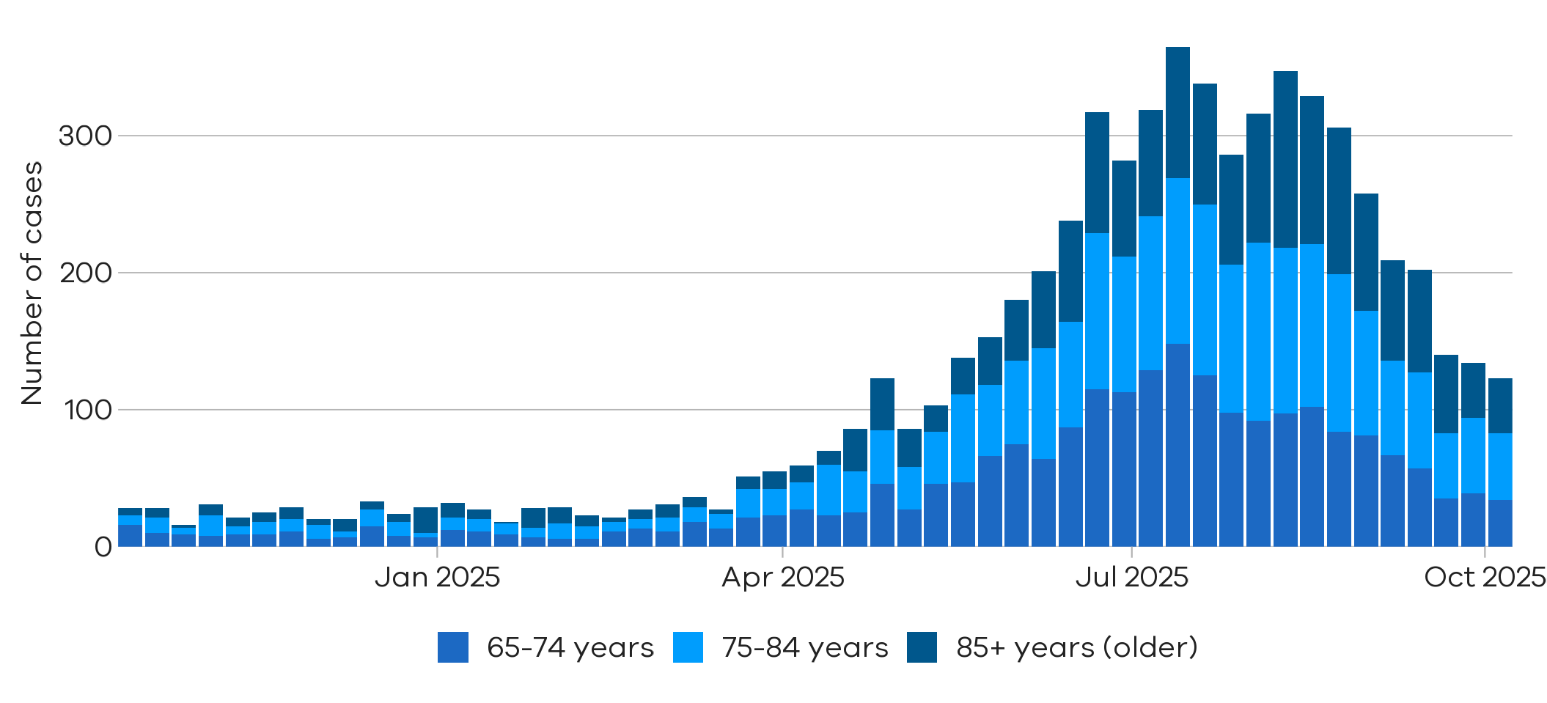 Number of cases
300
200
100
0
Jan 2025 Apr 2025 Jul 2025 Oct 2025
65-74 years 75-84 years 85+ years (older)